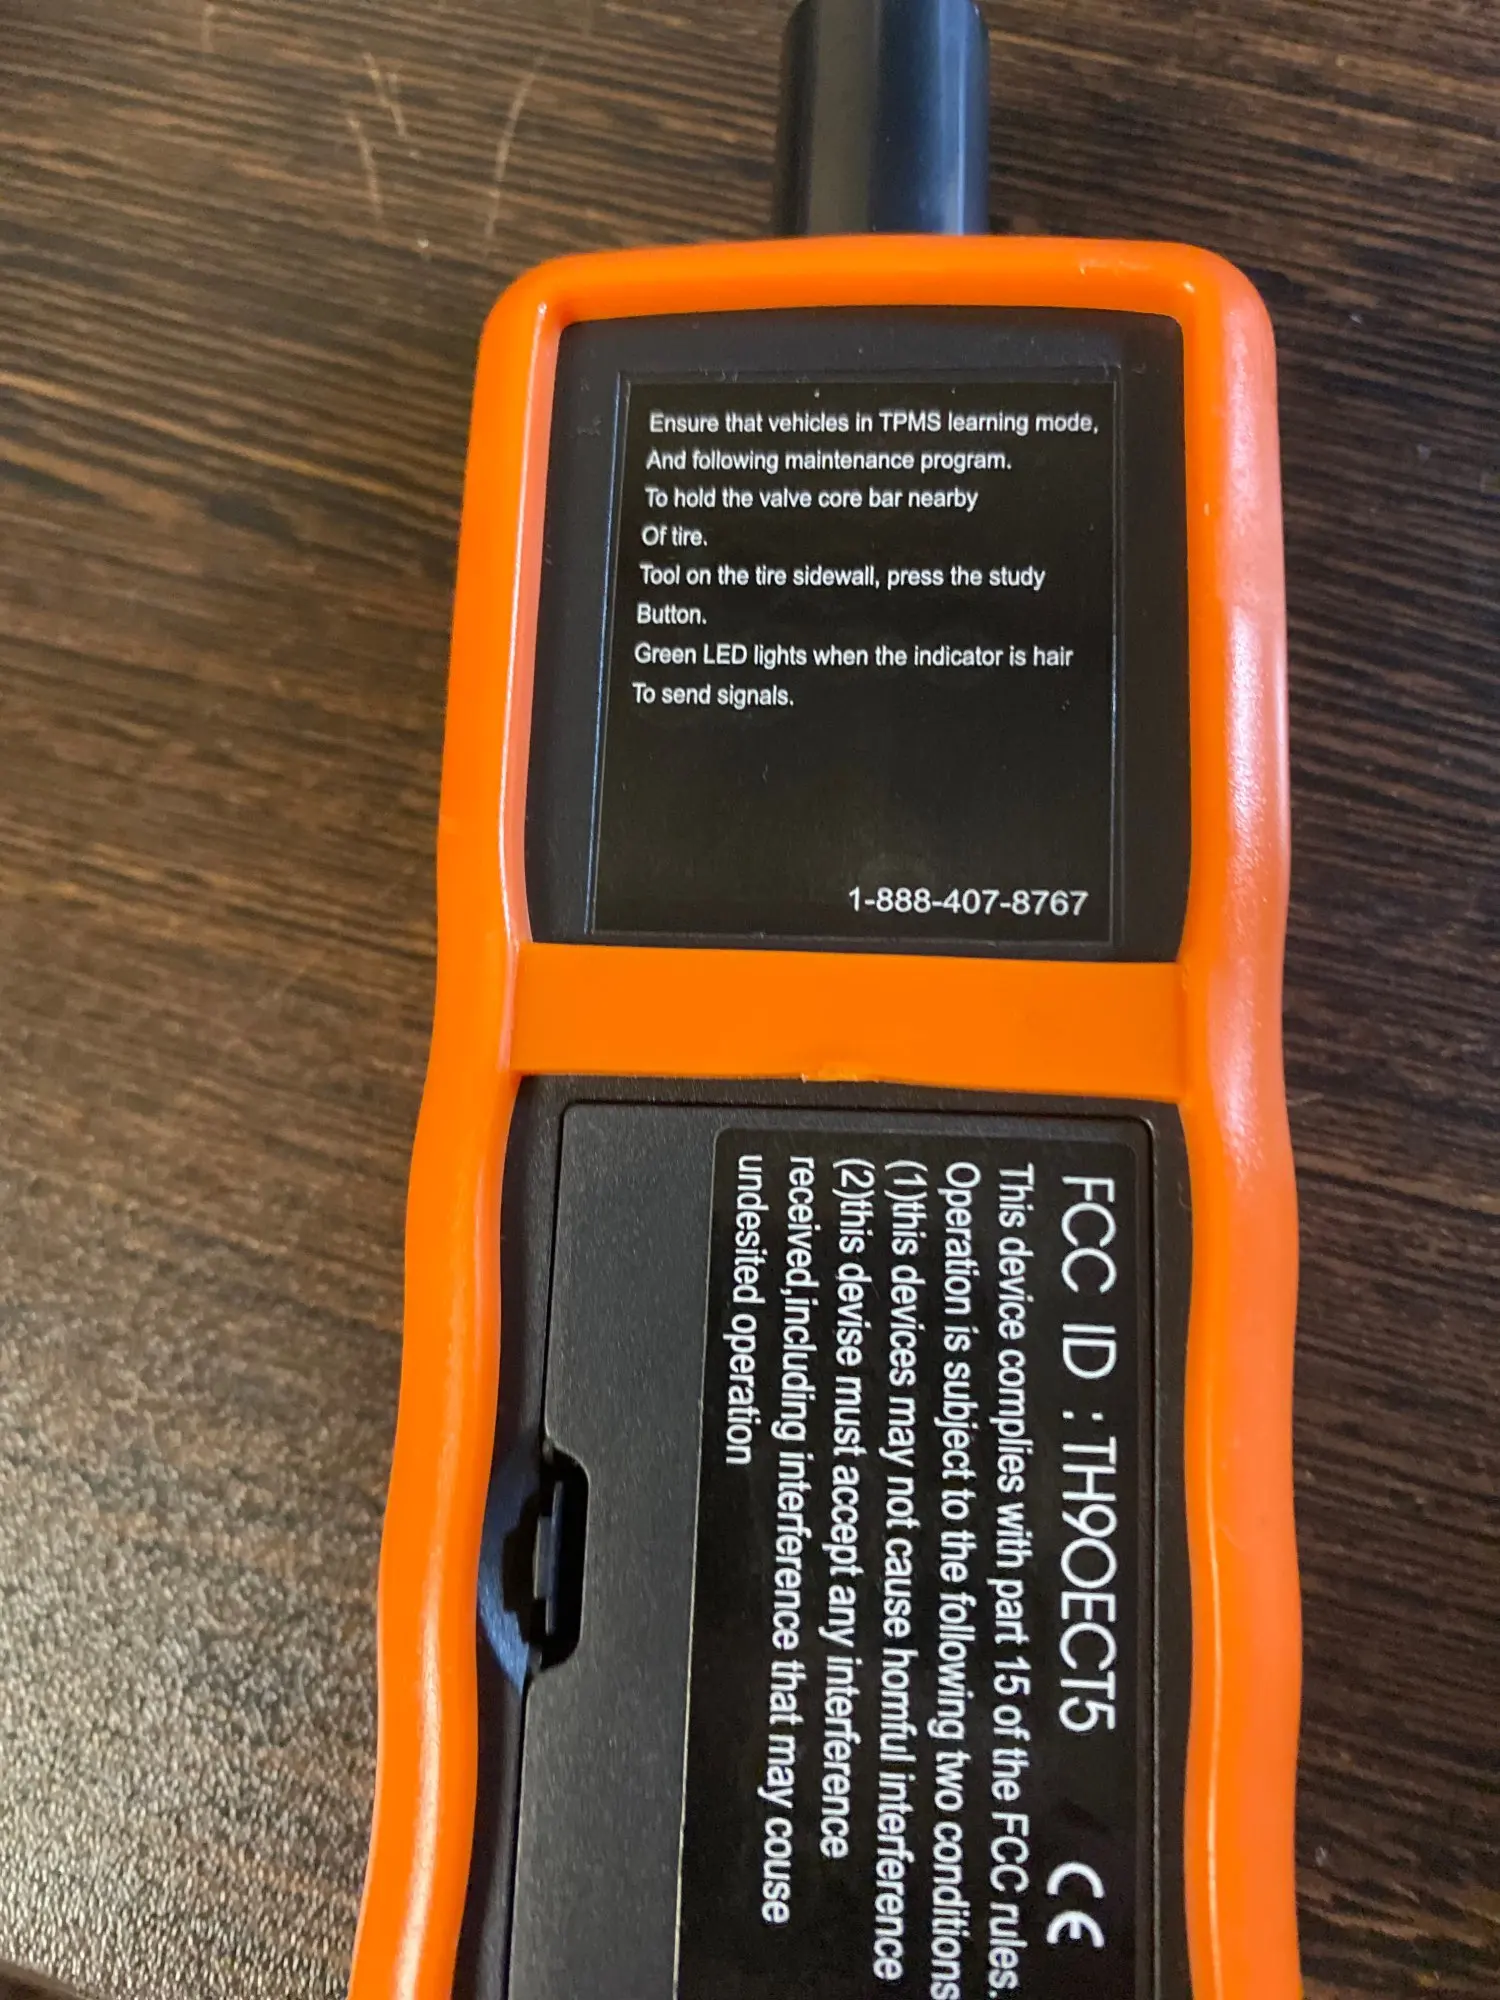 Ensure that vehicles in TPMS learning mode,
And following maintenance program.
To hold the valve core bar nearby
Of tire.
Tool on the tire sidewall, press the study
Button.
Green LED lights when the indicator is hair
To send signals.
1-888-407-8767
FCC ID : TH90ECT5 CE
This device complies with part 15 of the FCC rules.
Operation is subject to the following two conditions
(1)this devices may not cause homful interference
(2)this devise must accept any interference
received,including interference that may couse
undesited operation